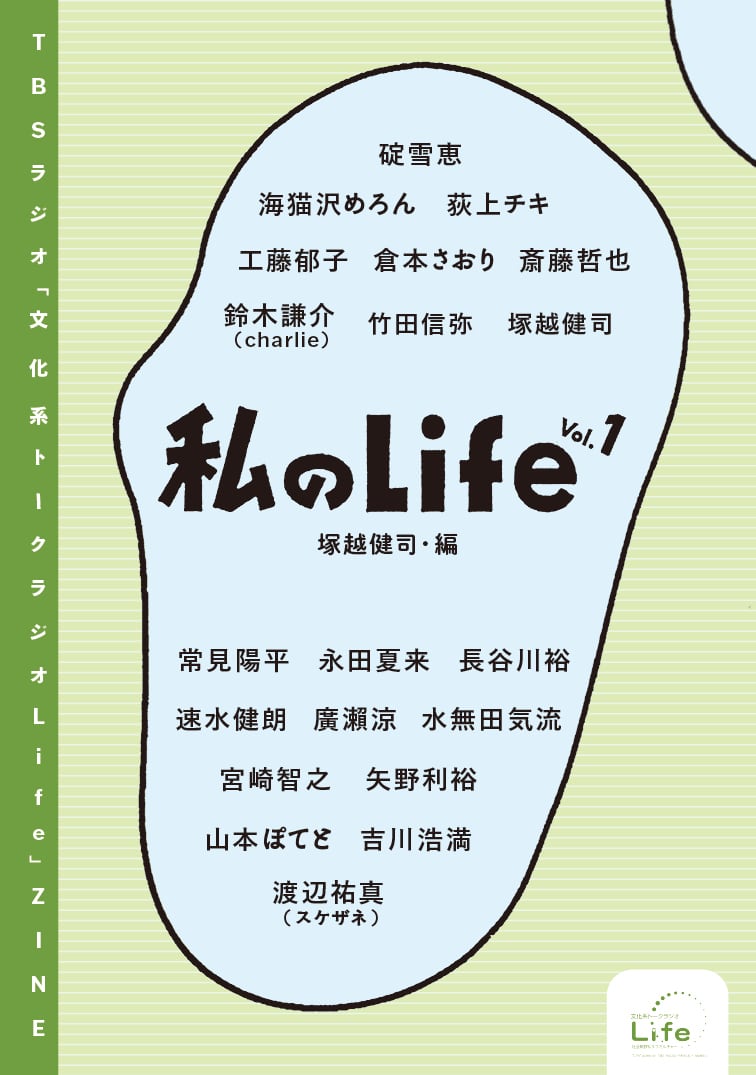 TBSラジオ「文化系トークラジオLife」ZINE
碇雪恵
海猫沢めろん 荻上チキ
工藤郁子 倉本さおり 斎藤哲也
鈴木謙介 竹田信弥 塚越健司
(charlie)
私のLife Vol.1
塚越健司・編
常見陽平 永田夏来 長谷川裕
速水健朗 廣瀨涼 水無田気流
宮崎智之 矢野利裕
山本ぽてと 吉川浩満
渡辺祐真
(スケザネ)
文化系トークラジオ
Life